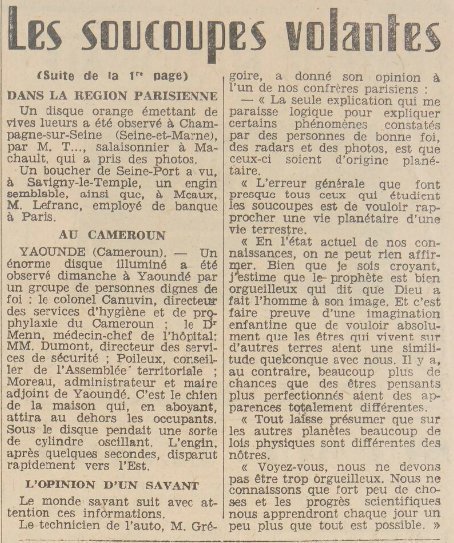 Les soucoupes volantes
(Suite de la 1re page)
DANS LA REGION PARISIENNE
Un disque orange émettant de
vives lueurs a été observé à Cham-
pagne-sur-Seine (Seine-et-Marne),
par M. T..., salaisonnier à Ma-
chault, qui a pris des photos.
Un boucher de Seine-Port a vu,
à Savigny-le-Temple, un engin
semblable, ainsi que, à Meaux,
M. Lefranc, employé de banque
à Paris.
AU CAMEROUN
YAOUNDE (Cameroun). — Un
énorme disque illuminé a été
observé dimanche à Yaoundé par
un groupe de personnes dignes de
foi : le colonel Canuvin, directeur
des services d'hygiène et de pro-
phylaxie du Cameroun ; le Dr
Menn, médecin-chef de l'hôpital;
MM. Dumont, directeur des servi-
ces de sécurité ; Poileux, conseil-
ler de l'Assemblée territoriale ;
Moreau, administrateur et maire
adjoint de Yaoundé. C'est le chien
de la maison qui, en aboyant,
attira au dehors les occupants.
Sous le disque pendait une sorte
de cylindre oscillant. L'engin,
après quelques secondes, disparut
rapidement vers l'Est.
L'OPINION D'UN SAVANT
Le monde savant suit avec at-
tention ces informations.
Le technicien de l'auto, M. Gré-
goire, a donné son opinion à
l'un de nos confrères parisiens :
— « La seule explication qui me
paraisse logique pour expliquer
certains phénomènes constatés
par des personnes de bonne foi,
des radars et des photos, est que
ceux-ci soient d'origine plané-
taire.
« L'erreur générale que font
presque tous ceux qui étudient
les soucoupes est de vouloir rap-
procher une vie planétaire d'une
vie terrestre.
« En l'état actuel de nos con-
naissances, on ne peut rien affir-
mer. Bien que je sois croyant,
j'estime que le prophète est bien
orgueilleux qui dit que Dieu a
fait l'homme à son image. Et c'est
faire preuve d'une imagination
enfantine que de vouloir absolu-
ment que les êtres qui vivent sur
d'autres terres aient une simili-
tude quelconque avec nous. Il y a,
au contraire, beaucoup plus de
chances que des êtres pensants
plus perfectionnés aient des ap-
parences totalement différentes.
« Tout laisse présumer que sur
les autres planètes beaucoup de
lois physiques sont différentes des
nôtres.
« Voyez-vous, nous ne devons
pas être trop orgueilleux. Nous ne
connaissons que fort peu de cho-
ses et les progrès scientifiques
nous apprendront chaque jour un
peu plus que tout est possible. »